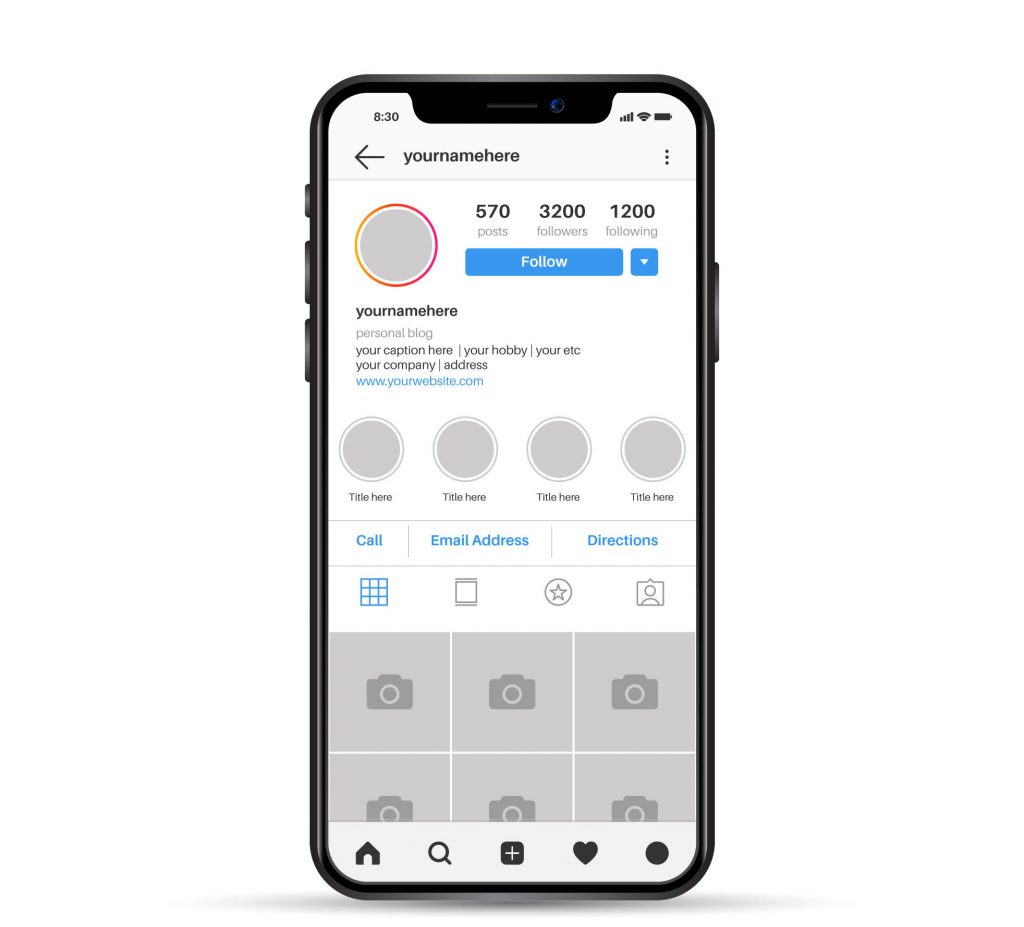 8:30
yournamehere
570 3200 1200
posts followers following
Follow
yournamehere
personal blog
your caption here | your hobby | your etc
your company | address
www.yourwebsite.com
Title here Title here Title here Title here
Call Email Address Directions